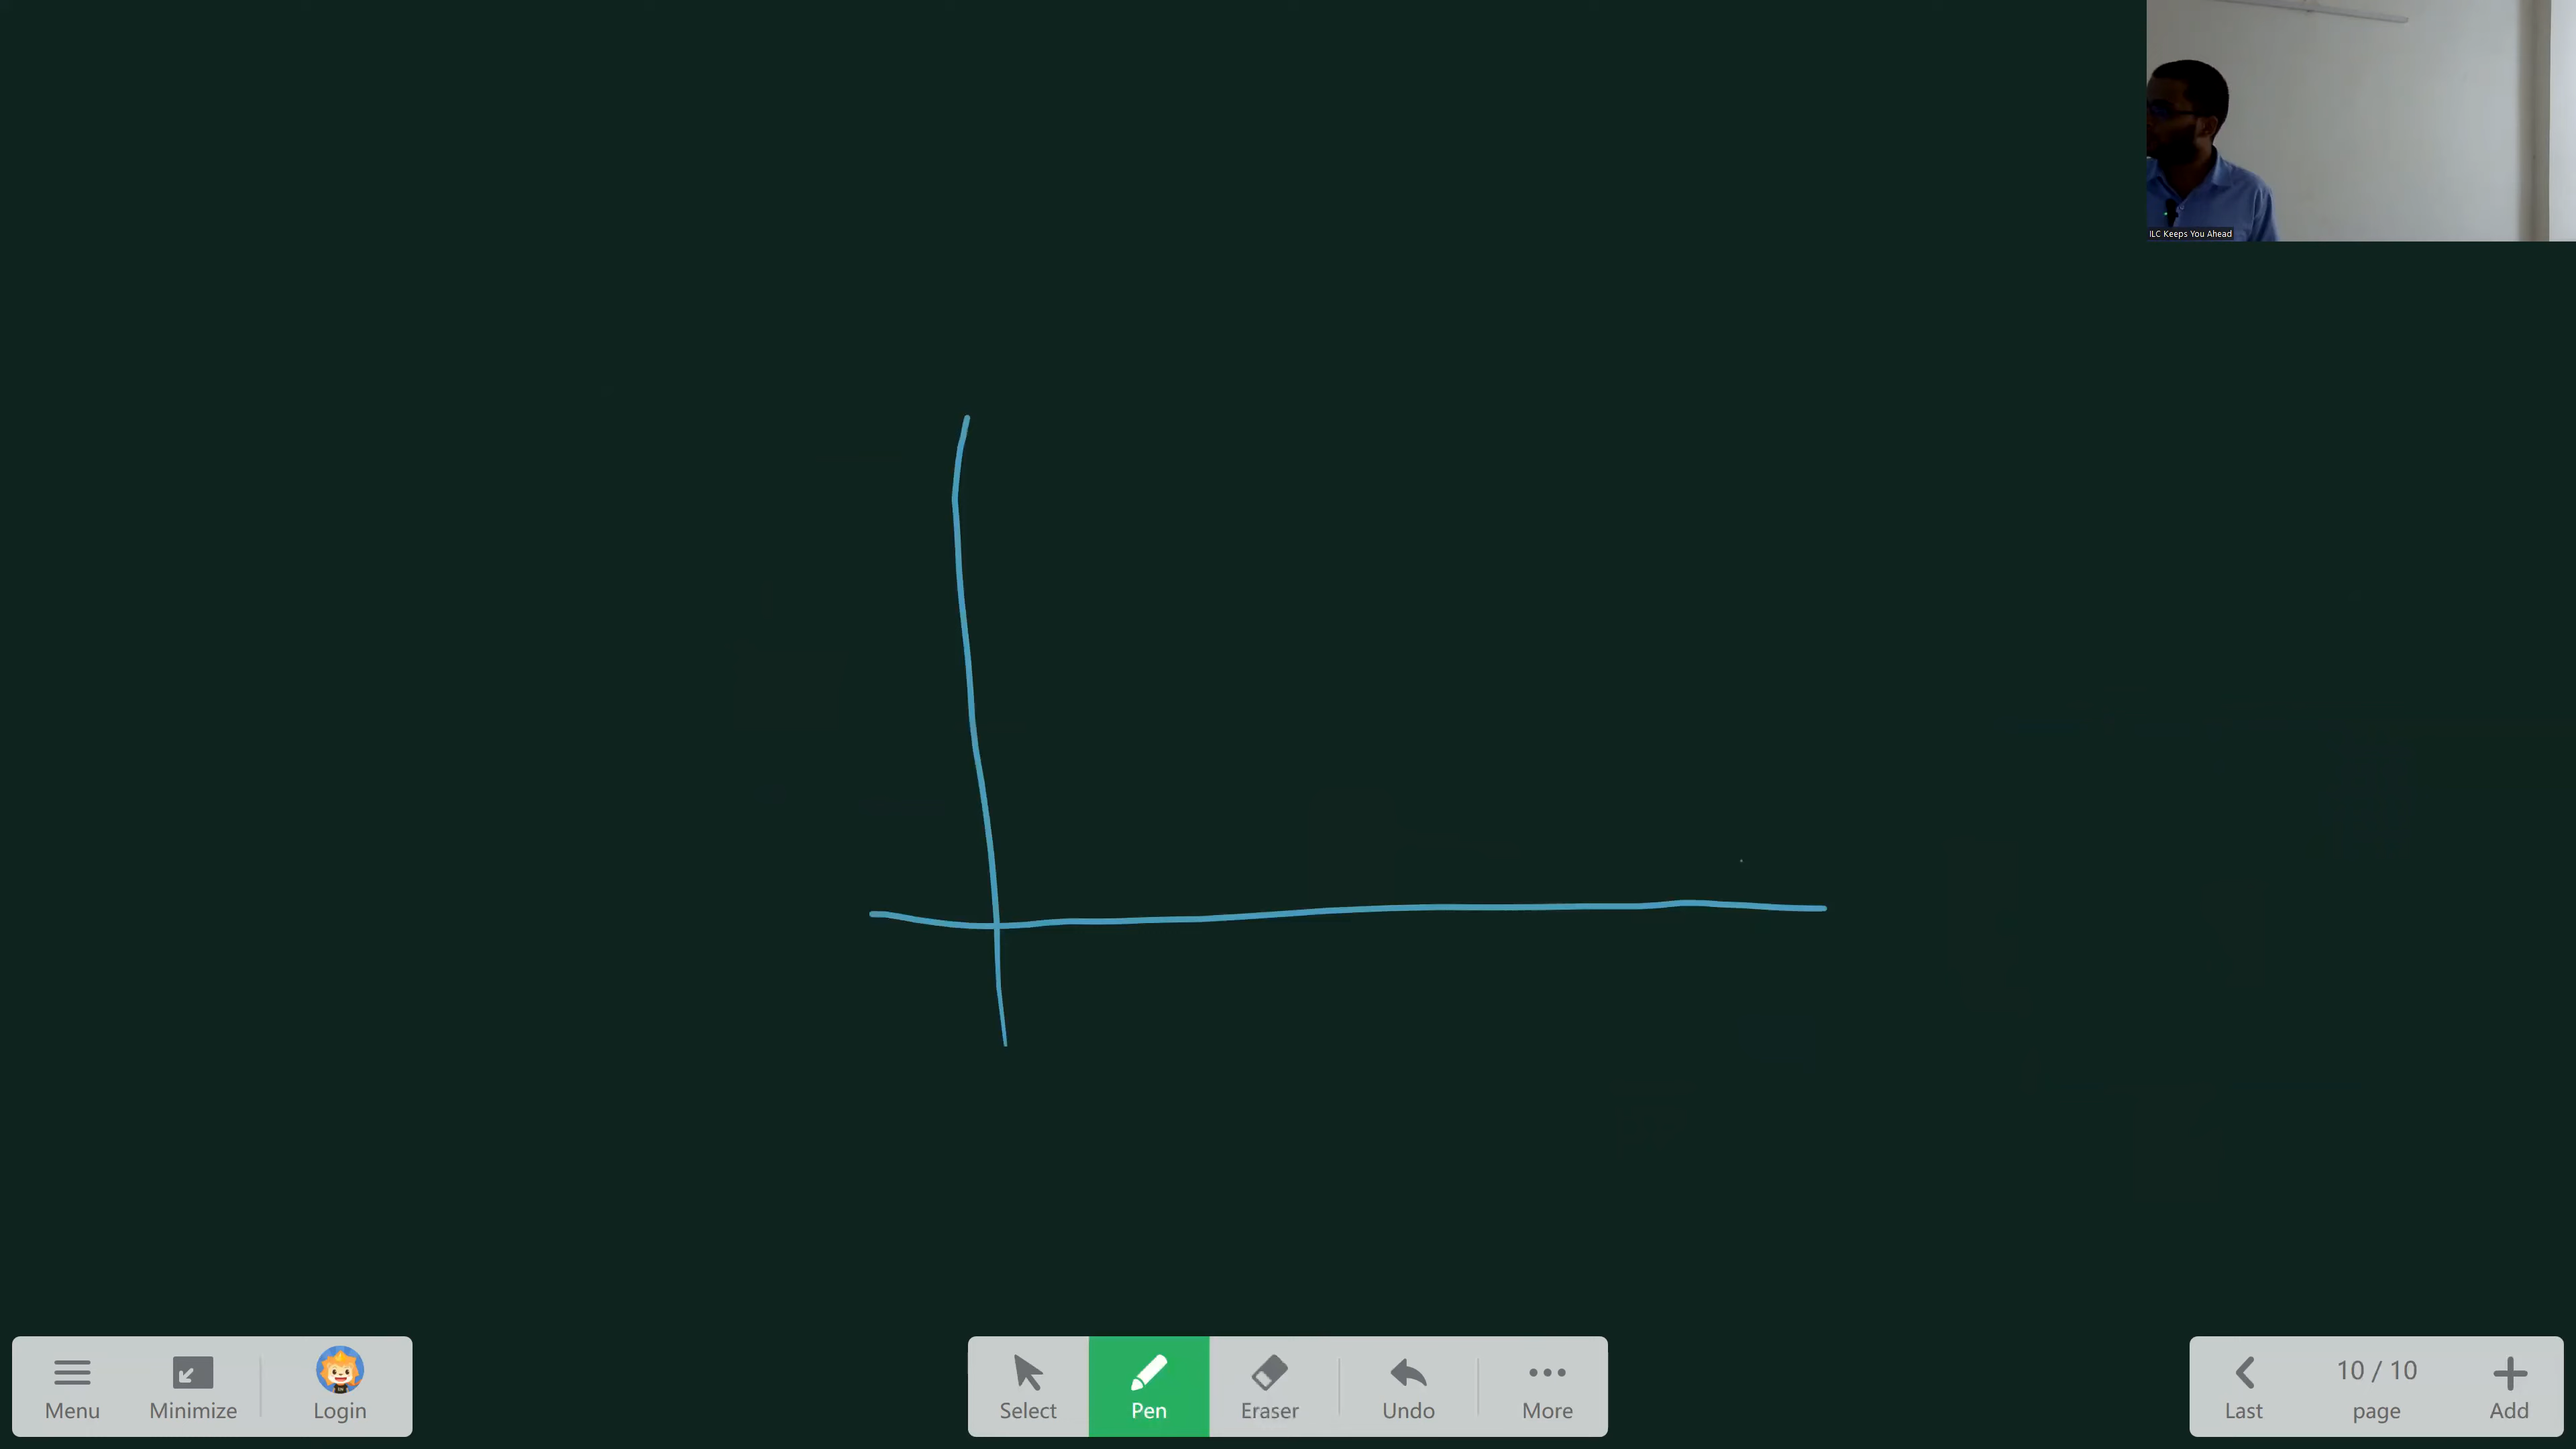 ILC Keeps You Ahead
Menu
Minimize
Login
Select
Pen
Eraser
Undo
More
Last
10 / 10
page
Add